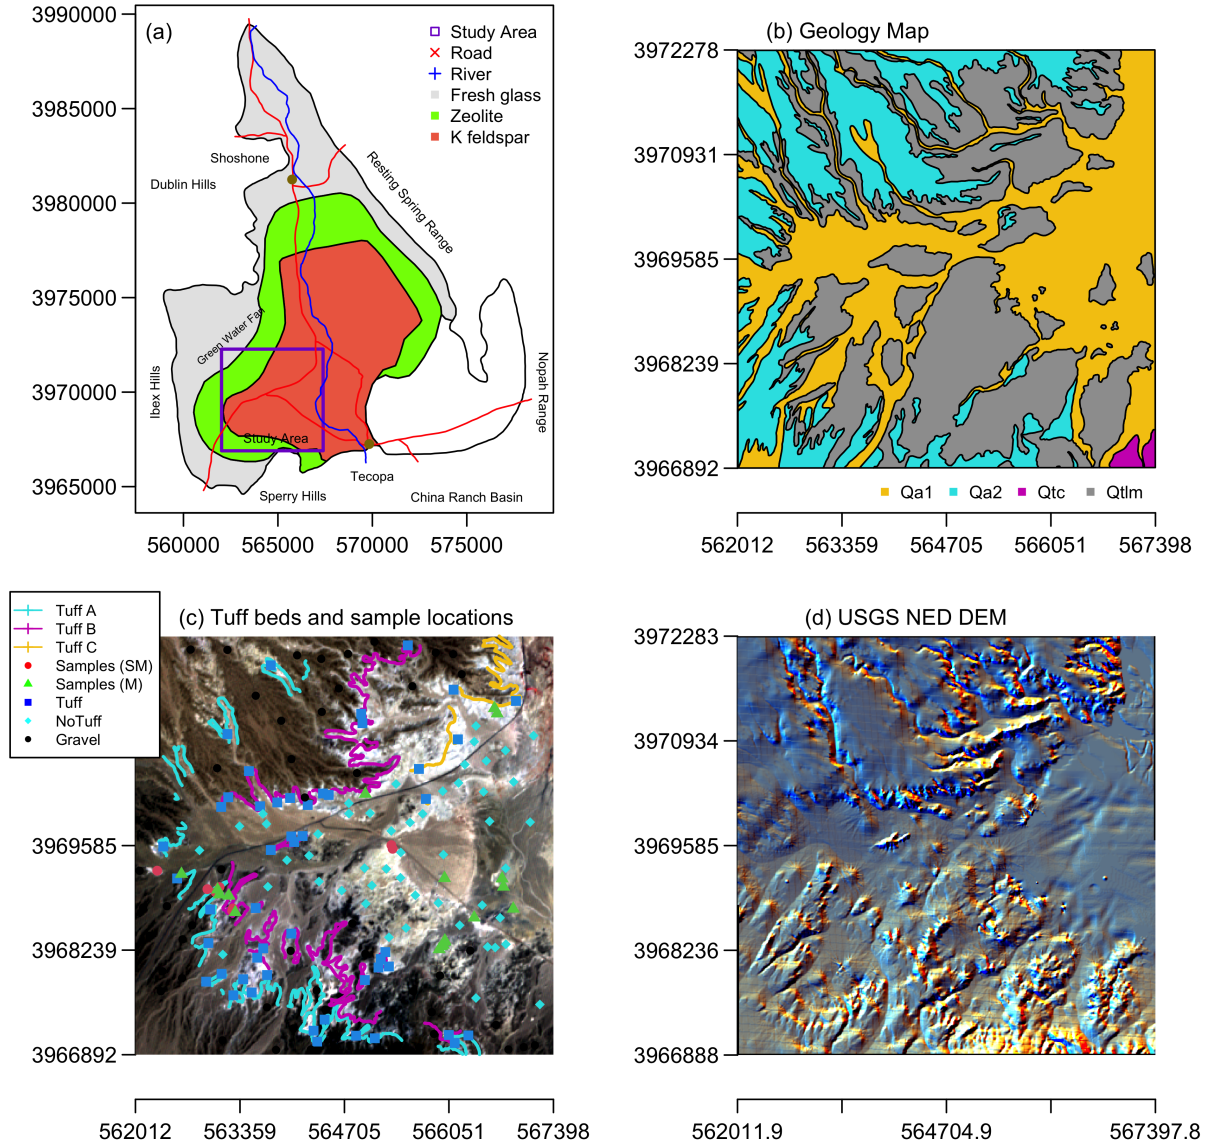 (a)
3990000
3985000
3980000
3975000
3970000
3965000
560000 565000 570000 575000
Study Area
Road
River
Fresh glass
Zeolite
K feldspar
Shoshone
Dublin Hills
Resting Spring Range
Green Water Fan
Ibex Hills
Nopah Range
Study Area
Tecopa
Sperry Hills
China Ranch Basin
(b) Geology Map
3972278
3970931
3969585
3968239
3966892
Qa1 Qa2 Qtc Qtlm
562012 563359 564705 566051 567398
(c) Tuff beds and sample locations
Tuff A
Tuff B
Tuff C
Samples (SM)
Samples (M)
Tuff
NoTuff
Gravel
3969585
3968239
3966892
562012 563359 564705 566051 567398
(d) USGS NED DEM
3972283
3970934
3969585
3968236
3966888
562011.9 564704.9 567397.8